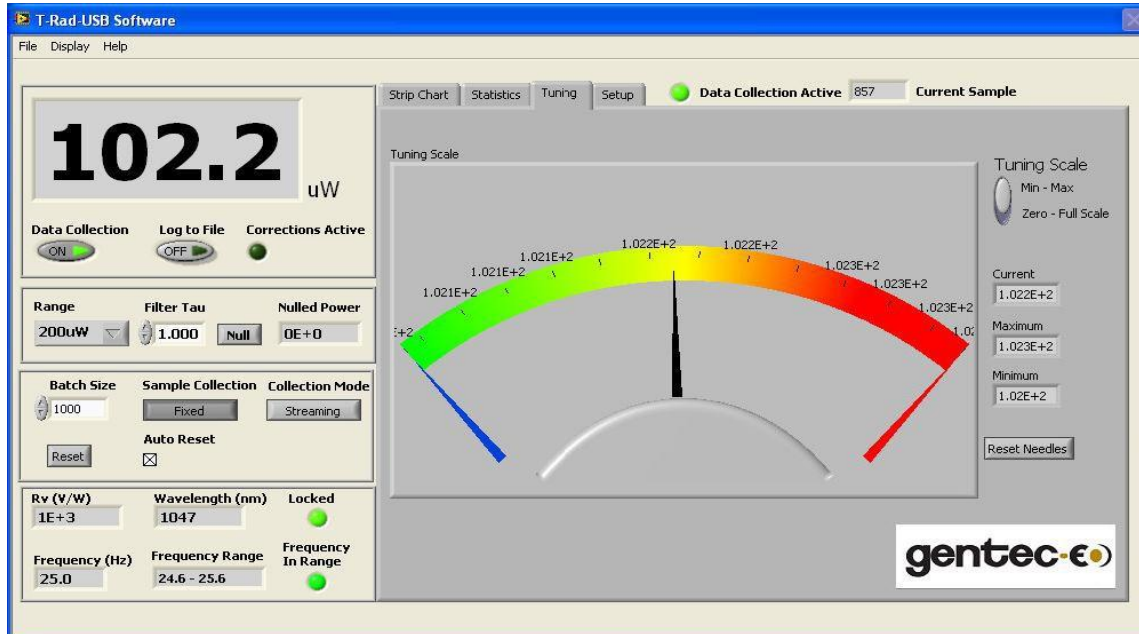 T-Rad-USB Software
File Display Help
102.2
uW
Data Collection Log to File Corrections Active
ON OFF
Range Filter Tau Nulled Power
200uW 1.000 Null 0E+0
Batch Size Sample Collection Collection Mode
1000 Fixed Streaming
Auto Reset
Reset
Rv (V/W) Wavelength (nm) Locked
1E+3 1047
Frequency (Hz) Frequency Range Frequency
In Range
25.0 24.6 - 25.6
Strip Chart Statistics Tuning Setup Data Collection Active 857 Current Sample
Tuning Scale
E+2 1.021E+2 1.021E+2 1.021E+2 1.022E+2 1.022E+2 1.023E+2 1.023E+2 1.023E+2 1.02
Tuning Scale
Min - Max
Zero - Full Scale
Current
1.022E+2
Maximum
1.023E+2
Minimum
1.02E+2
Reset Needles
gentec-EO